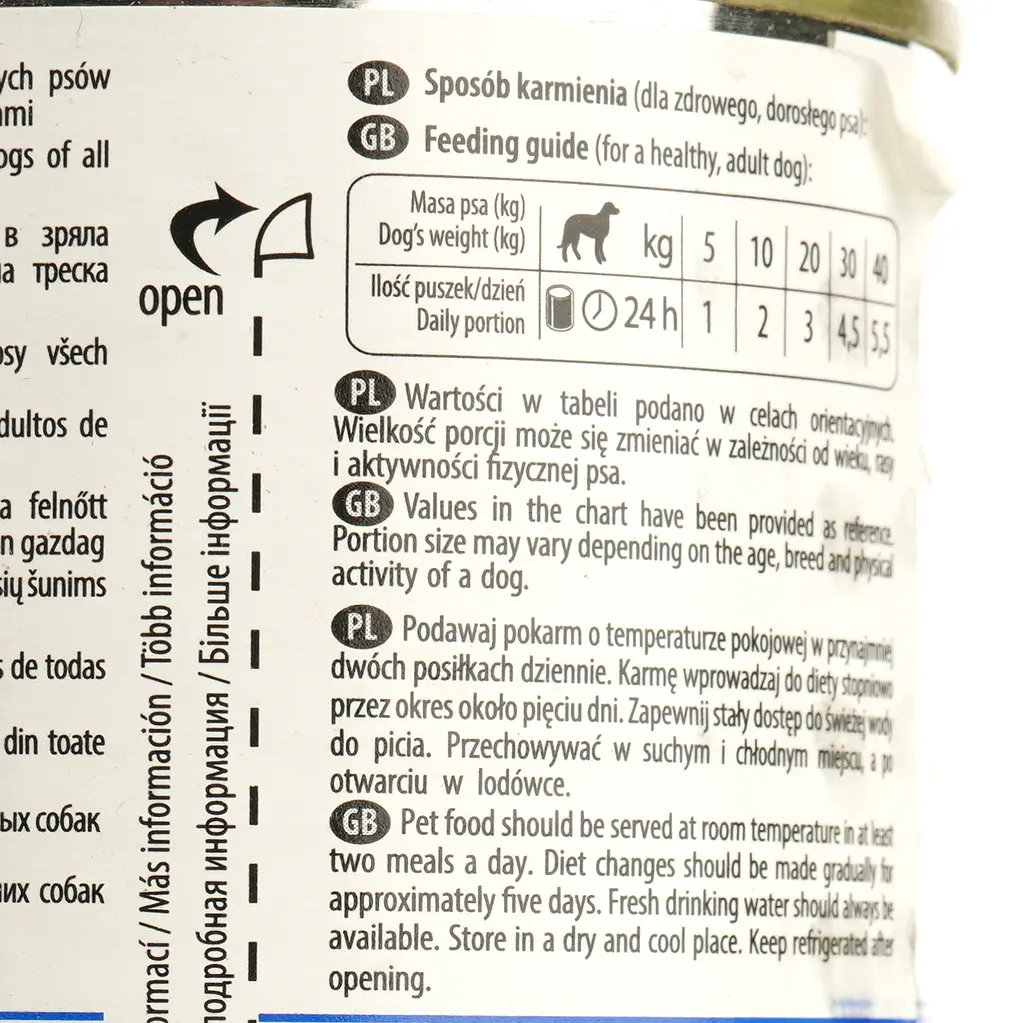 ych psów
ami
ogs of all
в зряла
а треска
osy všech
dultos de
a felnőtt
n gazdag
sių šunims
s de todas
din toate
ых собак
них собак
open
ormací / Más información / Több információ
подробная информация / Більше інформації
PL Sposób karmienia (dla zdrowego, dorosłego psa):
GB Feeding guide (for a healthy, adult dog):
Masa psa (kg)
Dog's weight (kg) kg 5 10 20 30 40
Ilość puszek/dzień
Daily portion 24 h 1 2 3 4,5 5,5
PL Wartości w tabeli podano w celach orientacyjnych.
Wielkość porcji może się zmieniać w zależności od wieku, rasy
i aktywności fizycznej psa.
GB Values in the chart have been provided as reference.
Portion size may vary depending on the age, breed and physical
activity of a dog.
PL Podawaj pokarm o temperaturze pokojowej w przynajmniej
dwóch posiłkach dziennie. Karmę wprowadzaj do diety stopniowo
przez okres około pięciu dni. Zapewnij stały dostęp do świeżej wody
do picia. Przechowywać w suchym i chłodnym miejscu, a po
otwarciu w lodówce.
GB Pet food should be served at room temperature in at least
two meals a day. Diet changes should be made gradually for
approximately five days. Fresh drinking water should always be
available. Store in a dry and cool place. Keep refrigerated after
opening.